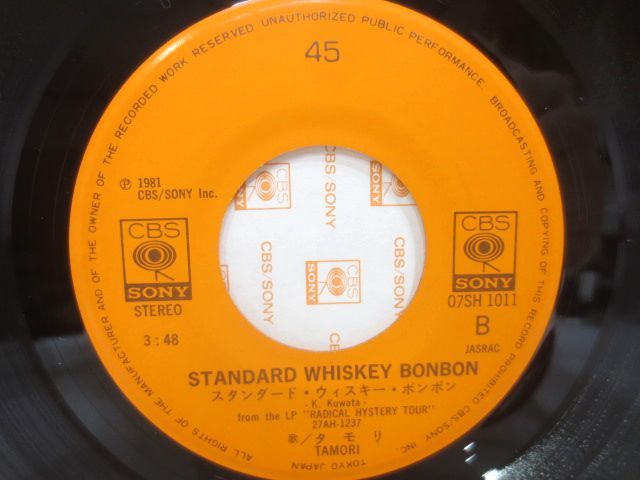 ALL RIGHTS OF THE MANUFACTURER AND OF THE OWNER OF THE RECORDED WORK RESERVED UNAUTHORIZED PUBLIC PERFORMANCE. BROADCASTING AND COPYING OF THIS RECORD PROHIBITED CBS/SONY INC. TOKYO JAPAN
45
℗ 1981
CBS/SONY Inc.
CBS
SONY
STEREO
3:48
CBS
SONY
07SH 1011
B
JASRAC
CBS
SONY
CBS/SONY
CBS/SONY
CBS
SONY
CBS/SONY
STANDARD WHISKEY BONBON
スタンダード・ウィスキー・ボンボン
- K. Kuwata -
from the LP "RADICAL HYSTERY TOUR"
27AH-1237
歌/タモリ
TAMORI